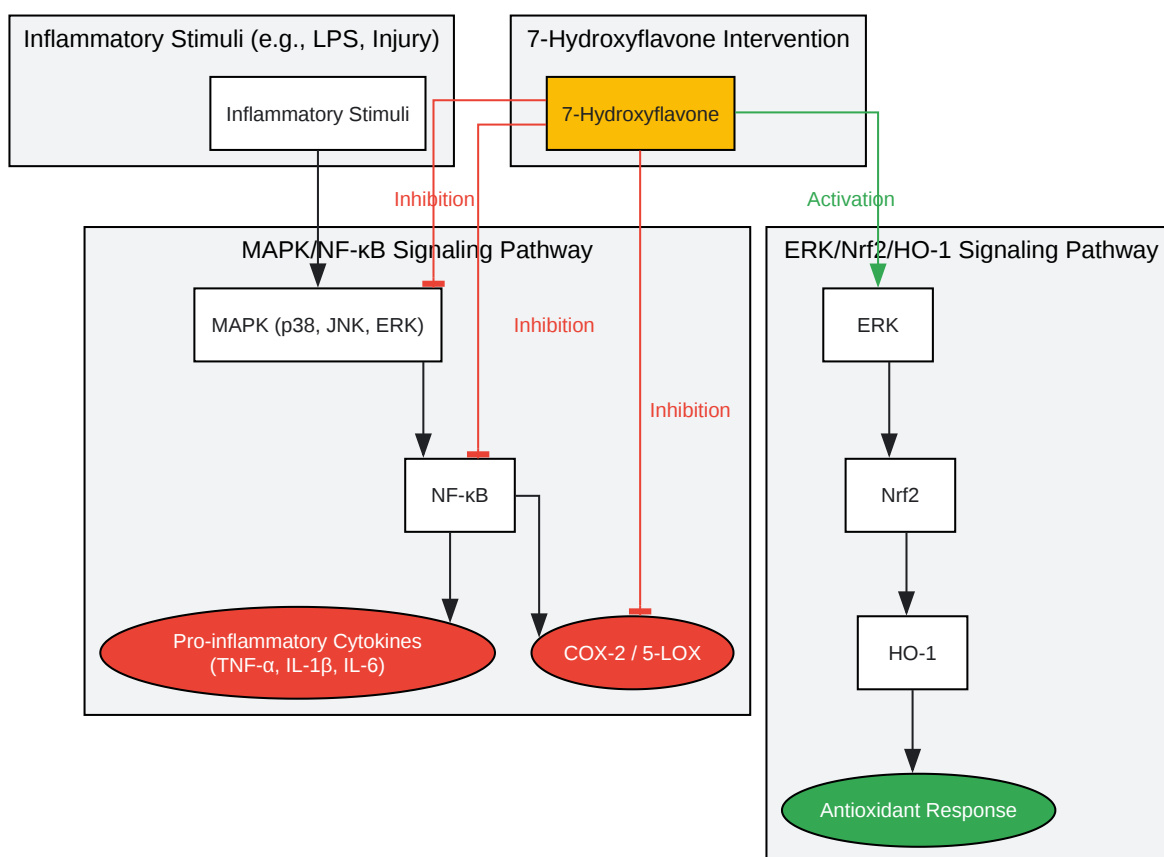 Inflammatory Stimuli (e.g., LPS, Injury)
7-Hydroxyflavone Intervention
Inflammatory Stimuli
7-Hydroxyflavone
Inhibition
Activation
MAPK/NF-κB Signaling Pathway
ERK/Nrf2/HO-1 Signaling Pathway
MAPK (p38, JNK, ERK)
Inhibition
ERK
Inhibition
NF-κB
Nrf2
Pro-inflammatory Cytokines
(TNF-α, IL-1β, IL-6)
COX-2 / 5-LOX
HO-1
Antioxidant Response